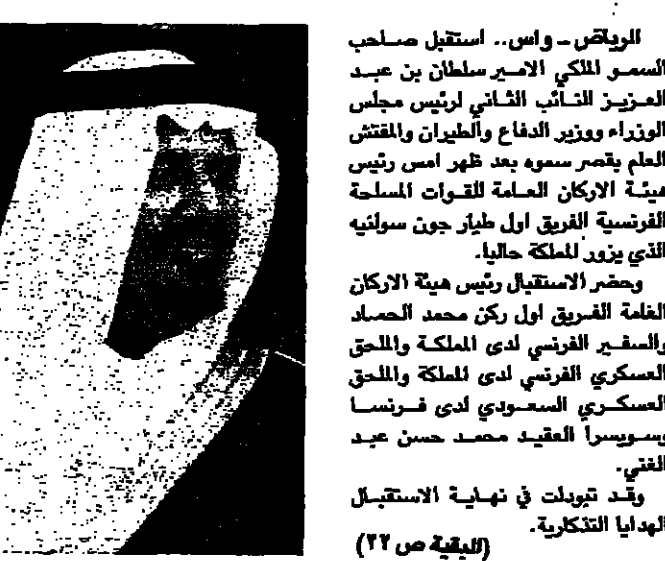 الرياض - واس.. استقبل صاحب
السمو الملكي الامير سلطان بن عبد
العزيز النائب الثاني لرئيس مجلس
الوزراء ووزير الدفاع والطيران والمفتش
العام بقصر سموه بعد ظهر امس رئيس
هيئة الاركان العامة للقوات المسلحة
الفرنسية الفريق اول طيار جون سولنيه
الذي يزور المملكة حاليا.
وحضر الاستقبال رئيس هيئة الاركان
العامة الفريق اول ركن محمد الحماد
والسفير الفرنسي لدى المملكة والملحق
العسكري الفرنسي لدى المملكة والملحق
العسكري السعودي لدى فرنسا
وسويسرا العقيد محمد حسن عبد
الغني.
وقد تبودلت في نهاية الاستقبال
الهدايا التذكارية.
(البقية ص ٢٢)